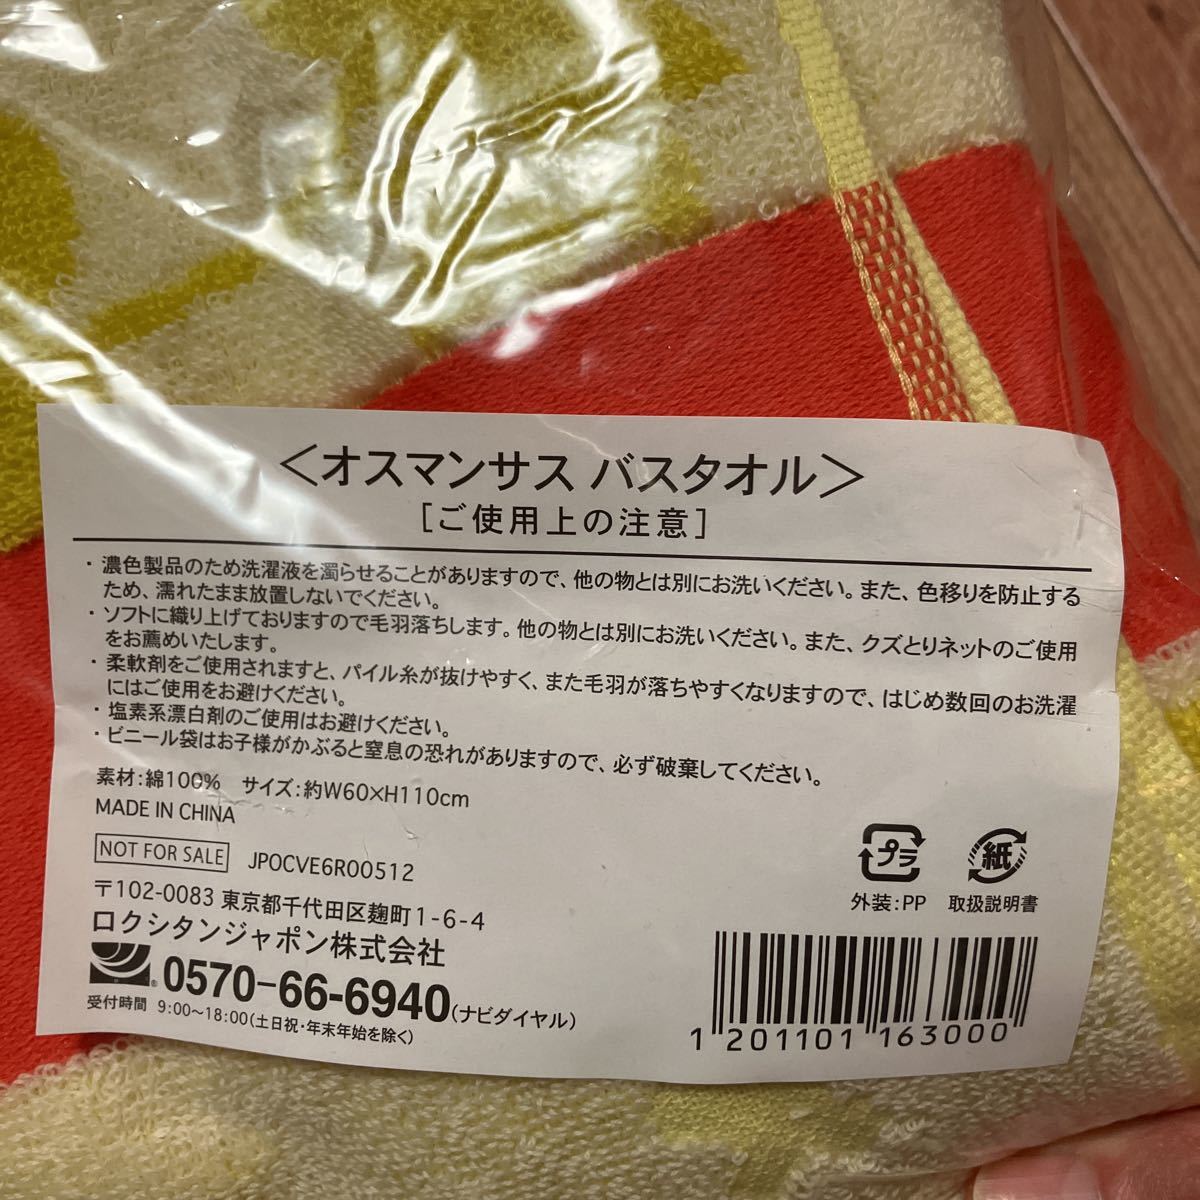 ＜オスマンサス バスタオル＞
［ご使用上の注意］
・濃色製品のため洗濯液を濁らせることがありますので、他の物とは別にお洗いください。また、色移りを防止する
ため、濡れたまま放置しないでください。
・ソフトに織り上げておりますので毛羽落ちします。他の物とは別にお洗いください。また、クズとりネットのご使用
をお薦めいたします。
・柔軟剤をご使用されますと、パイル糸が抜けやすく、また毛羽が落ちやすくなりますので、はじめ数回のお洗濯
にはご使用をお避けください。
・塩素系漂白剤のご使用はお避けください。
・ビニール袋はお子様がかぶると窒息の恐れがありますので、必ず破棄してください。
素材：綿100%　サイズ：約W60×H110cm
MADE IN CHINA
NOT FOR SALE JP0CVE6R00512
〒102-0083 東京都千代田区麹町1-6-4
ロクシタンジャポン株式会社
0570-66-6940（ナビダイヤル）
受付時間 9:00～18:00（土日祝・年末年始を除く）
プラ 紙
外装：PP 取扱説明書
1 201101 163000